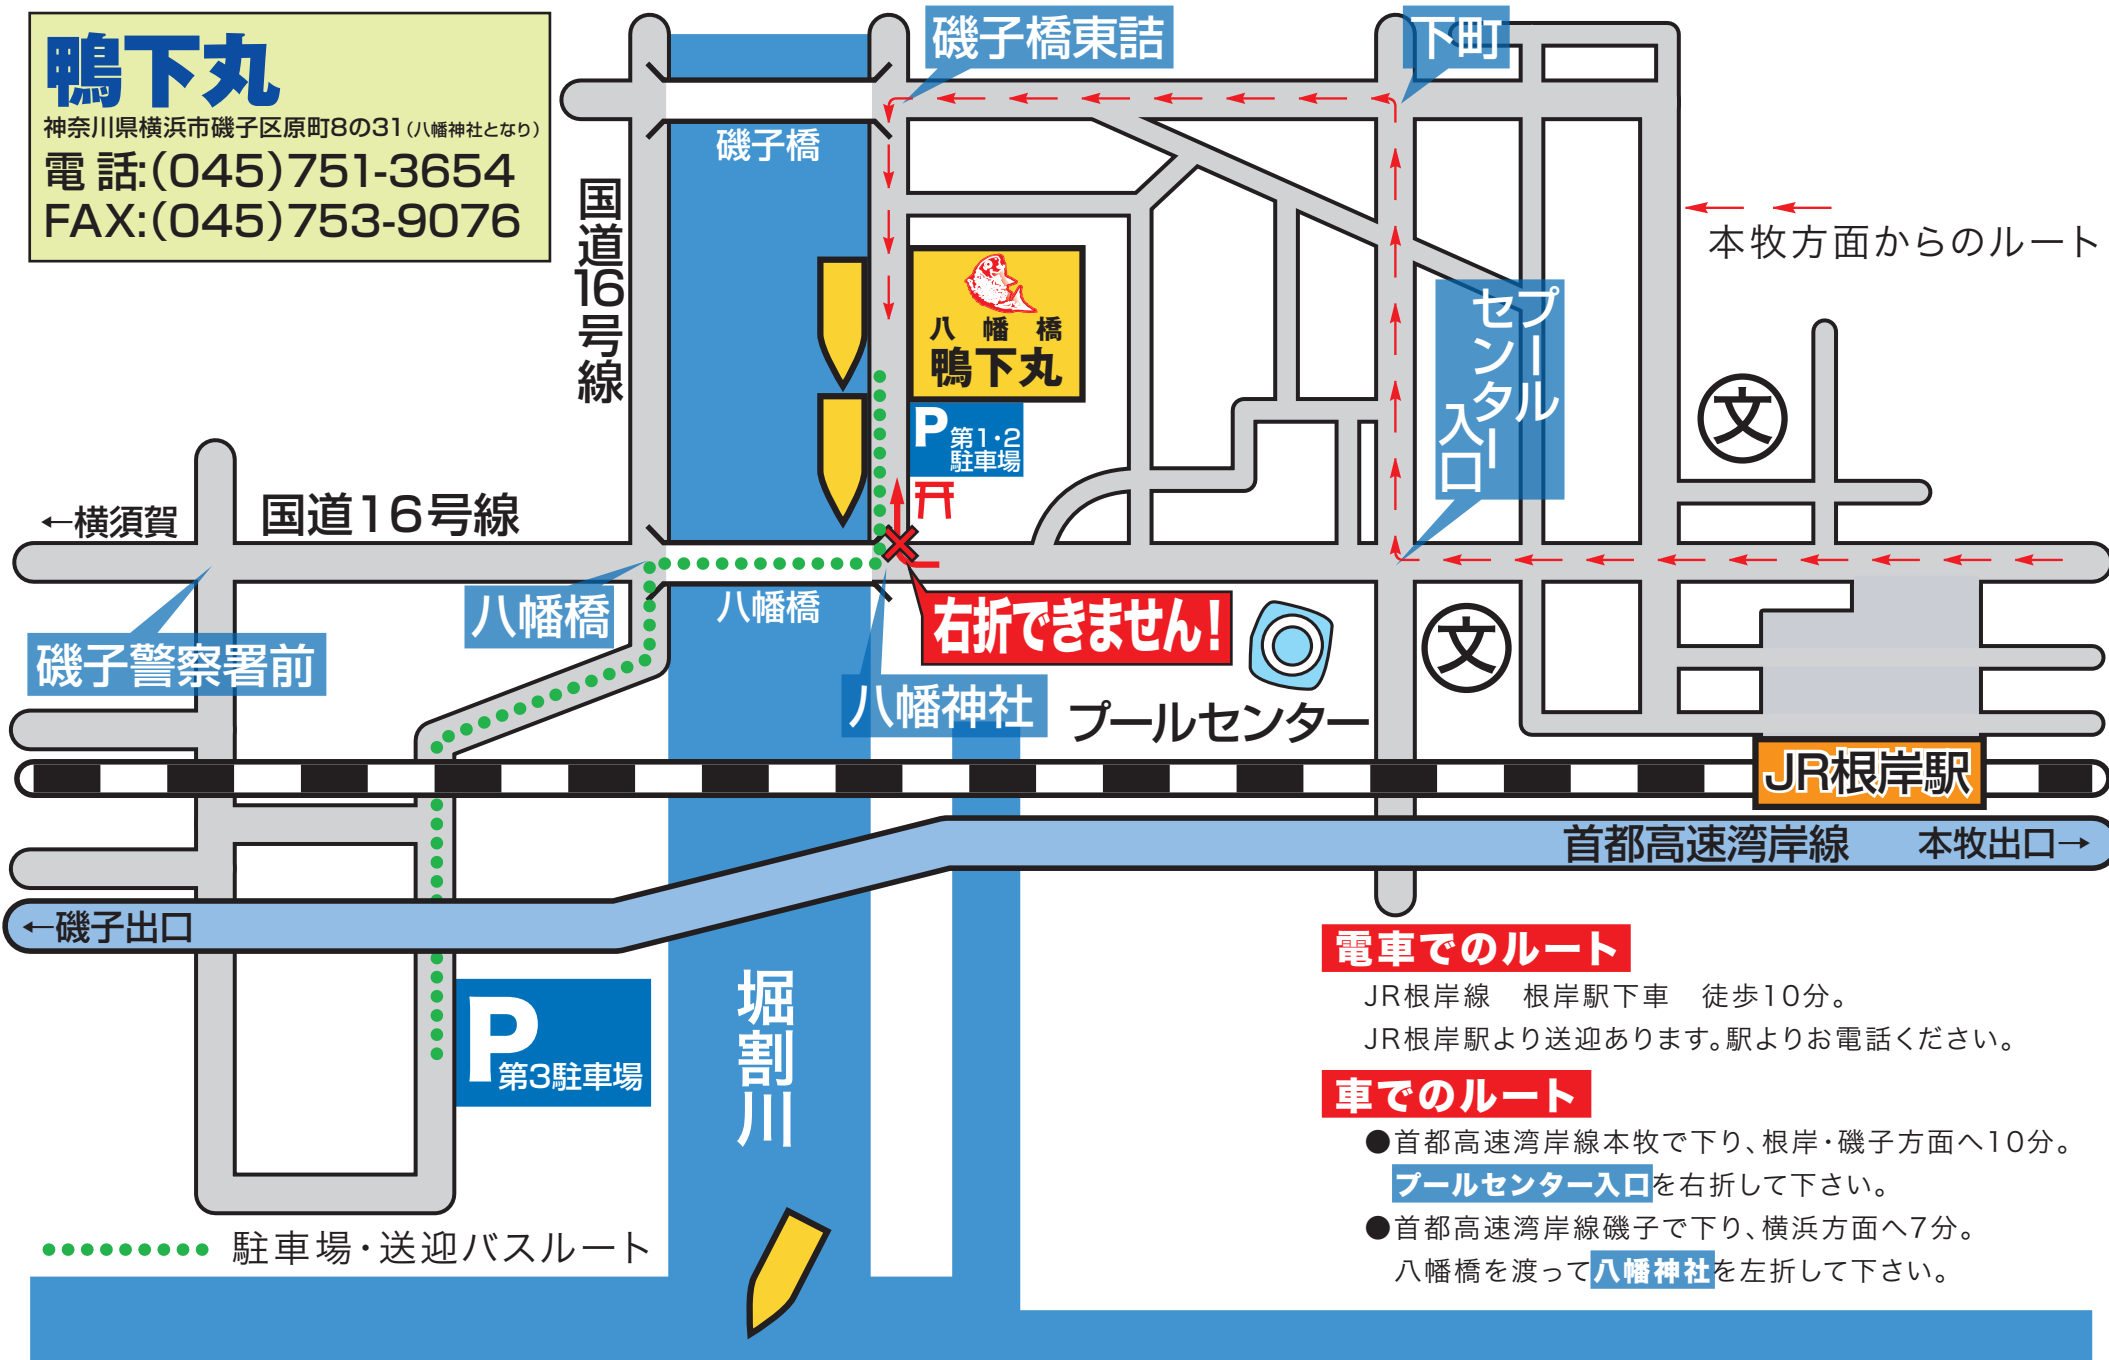 鴨下丸
神奈川県横浜市磯子区原町8の31(八幡神社となり)
電話:(045)751-3654
FAX:(045)753-9076
磯子橋東詰
下町
磯子橋
国道16号線
本牧方面からのルート
八幡橋
鴨下丸
プール
センター
入口
文
P 第1・2
駐車場
←横須賀
国道16号線
八幡橋
八幡橋
右折できません!
文
磯子警察署前
八幡神社
プールセンター
JR根岸駅
首都高速湾岸線
本牧出口→
←磯子出口
電車でのルート
JR根岸線 根岸駅下車 徒歩10分。
JR根岸駅より送迎あります。駅よりお電話ください。
堀割川
P
第3駐車場
車でのルート
●首都高速湾岸線本牧で下り、根岸・磯子方面へ10分。
プールセンター入口を右折して下さい。
●首都高速湾岸線磯子で下り、横浜方面へ7分。
八幡橋を渡って八幡神社を左折して下さい。
駐車場・送迎バスルート